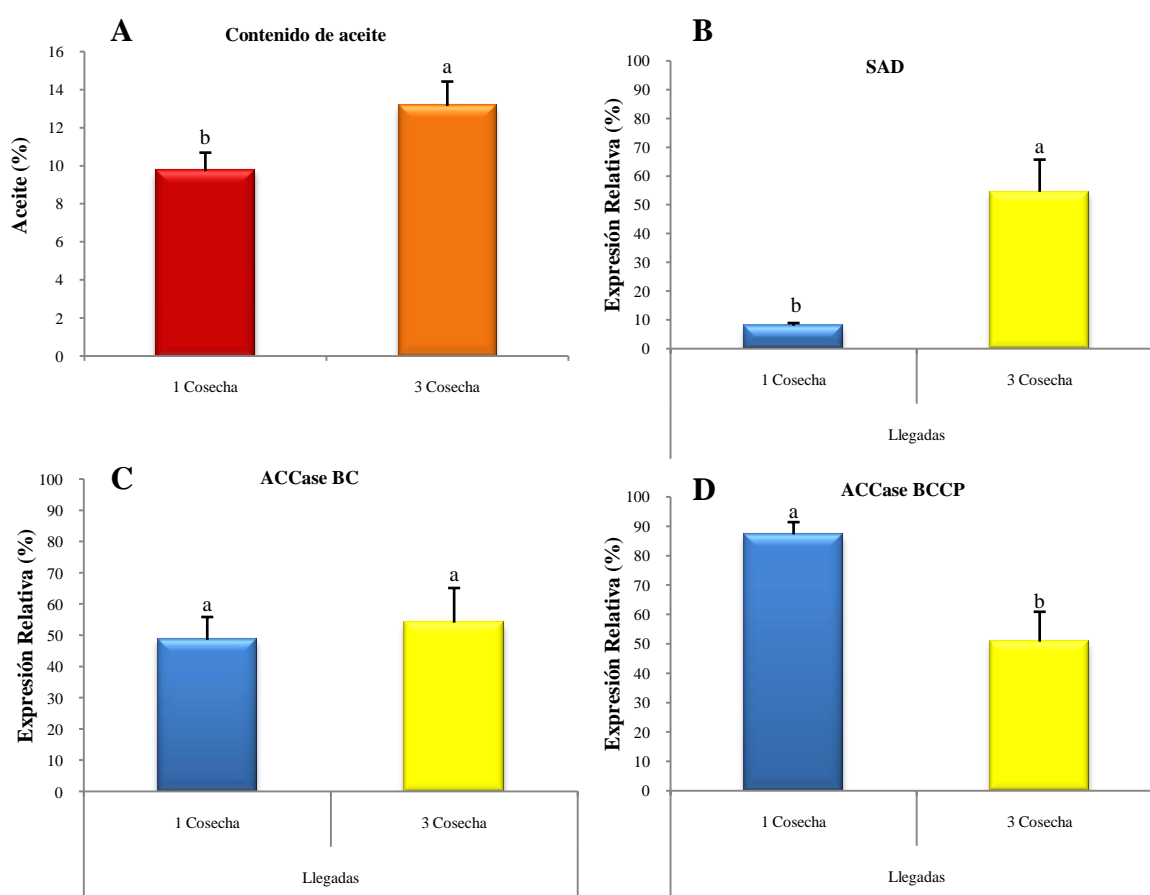 A
Contenido de aceite
Aceite (%)
16
14
12
10
8
6
4
2
0
b
a
1 Cosecha
3 Cosecha
B
SAD
Expresión Relativa (%)
100
90
80
70
60
50
40
30
20
10
0
b
a
1 Cosecha
3 Cosecha
Llegadas
C
ACCase BC
Expresión Relativa (%)
100
90
80
70
60
50
40
30
20
10
0
a
a
1 Cosecha
3 Cosecha
Llegadas
D
ACCase BCCP
Expresión Relativa (%)
100
90
80
70
60
50
40
30
20
10
0
a
b
1 Cosecha
3 Cosecha
Llegadas